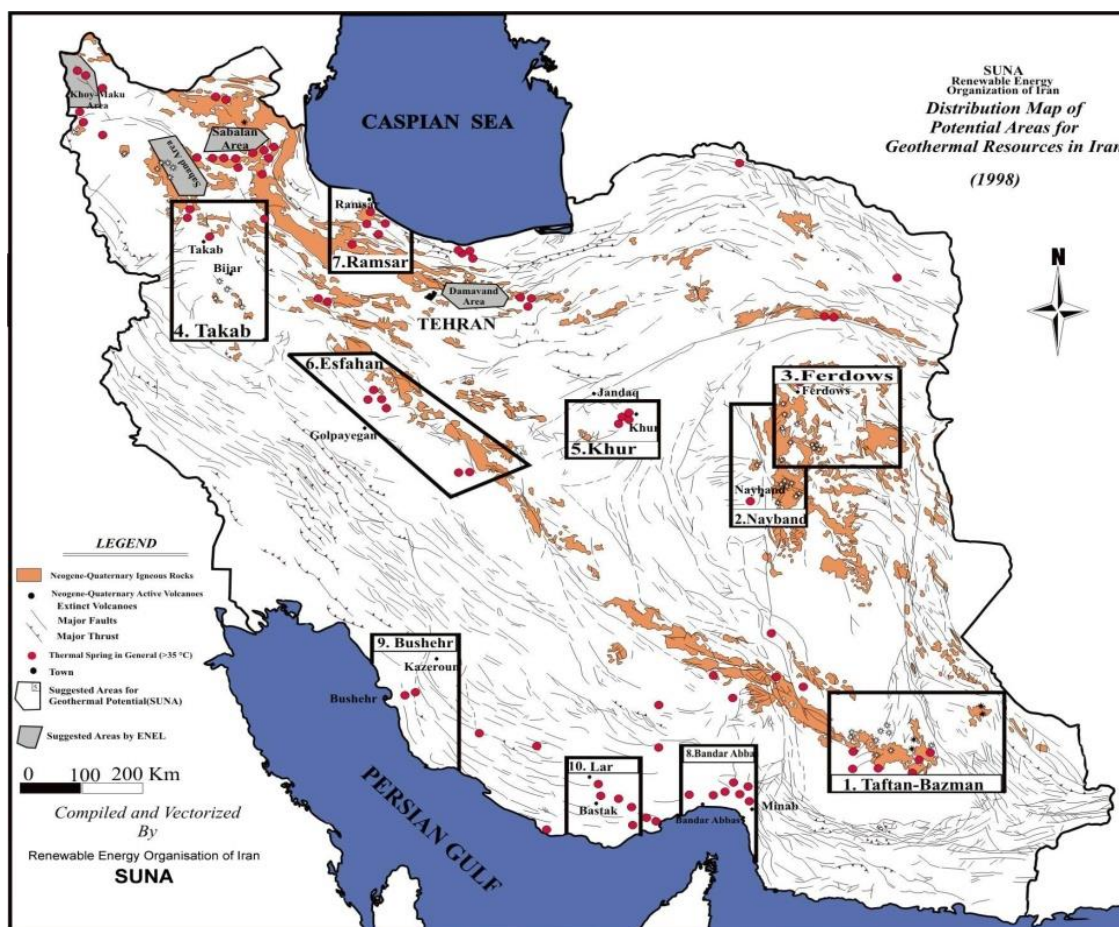 SUNA
Renewable Energy
Organization of Iran
Distribution Map of
Potential Areas for
Geothermal Resources in Iran
(1998)
N
CASPIAN SEA
Khoy-Maku
Area
Sabalan
Area
Sahand Area
Ramsar
7.Ramsar
Takab
Bijar
4. Takab
Damavand
Area
TEHRAN
6.Esfahan
Golpayegan
Jandaq
Khur
5.Khur
3.Ferdows
Ferdows
Nayband
2.Nayband
LEGEND
Neogene-Quaternary Igneous Rocks
Neogene-Quaternary Active Volcanoes
Extinct Volcanoes
Major Faults
Major Thrust
Thermal Spring in General (>35 °C)
Town
Suggested Areas for
Geothermal Potential(SUNA)
Suggested Areas by ENEL
0 100 200 Km
Compiled and Vectorized
By
Renewable Energy Organisation of Iran
SUNA
9. Bushehr
Kazeroun
Bushehr
PERSIAN GULF
10. Lar
Bastak
8.Bandar Abba
Minab
Bandar Abbas
1. Taftan-Bazman